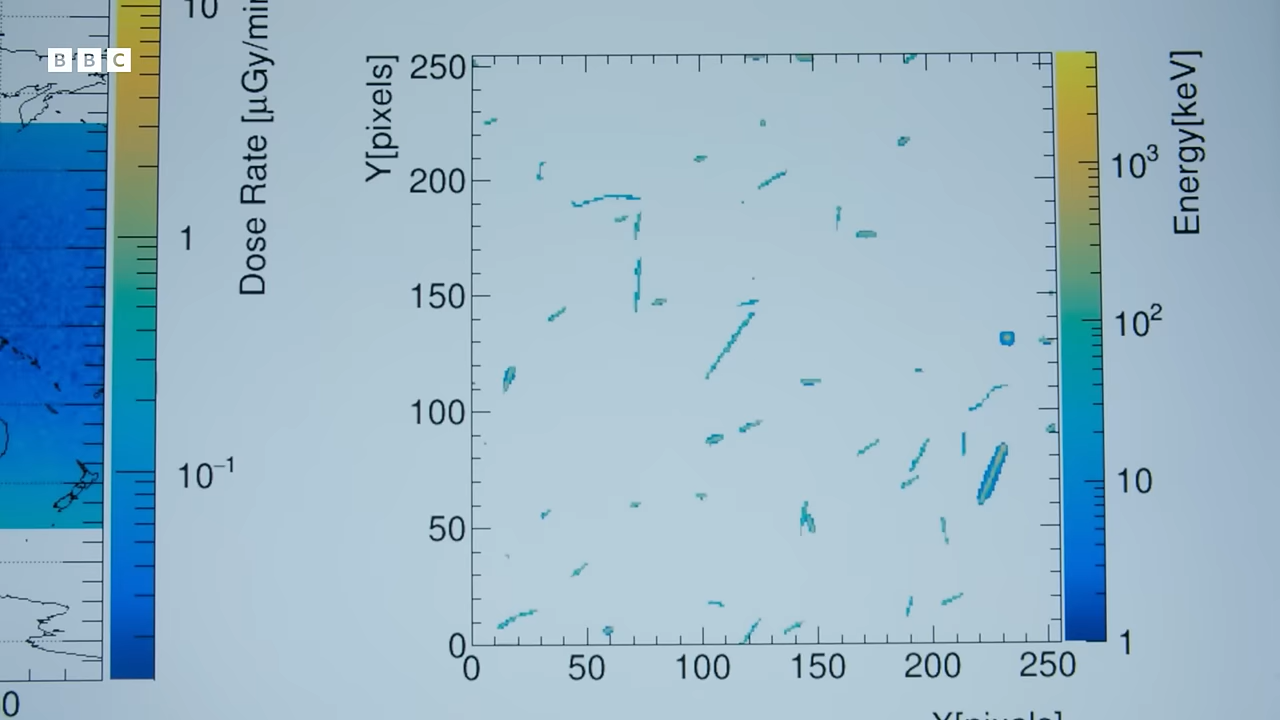 BBC
10
1
10⁻¹
Dose Rate [µGy/min
0
Y[pixels]
250
200
150
100
50
0
0 50 100 150 200 250
X[pixels]
Energy[keV]
10³
10²
10
1